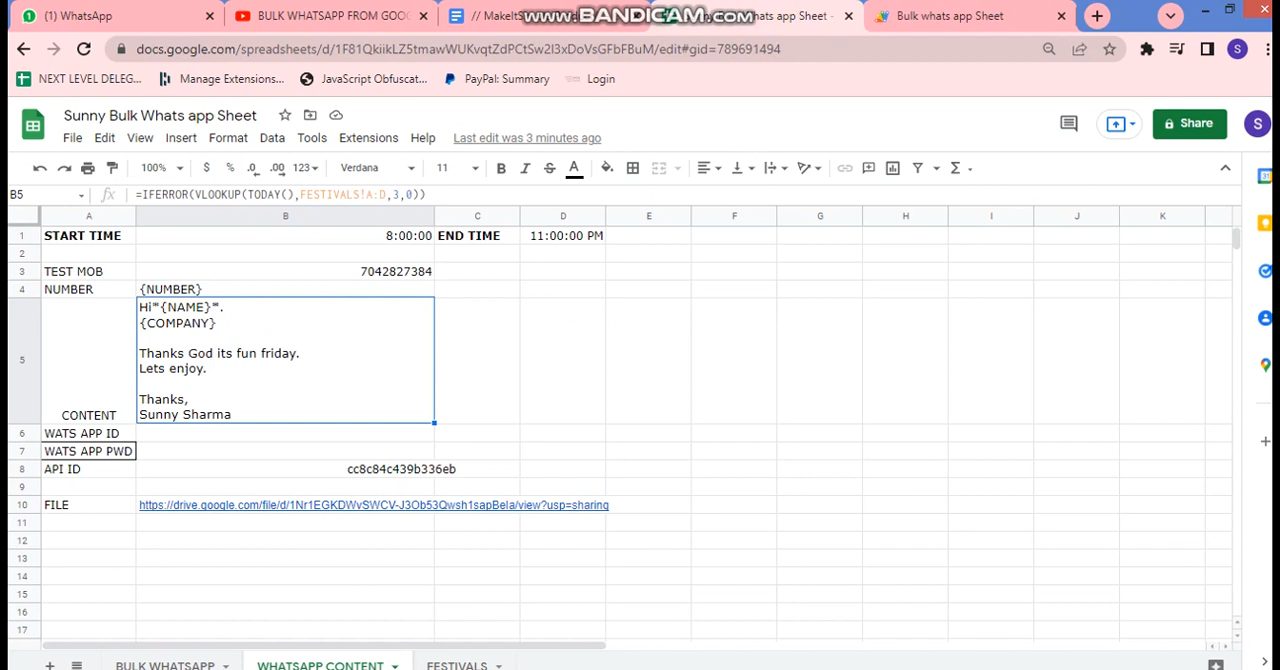 (1) WhatsApp
BULK WHATSAPP FROM GOO
// MakeItS
www.BANDICAM.com
whats app Sheet -
Bulk whats app Sheet
docs.google.com/spreadsheets/d/1F81QkiikLZ5tmawWUKvqtZdPCtSw2I3xDoVsGFbFBuM/edit#gid=789691494
S
NEXT LEVEL DELEG...
Manage Extensions...
JavaScript Obfuscat...
PayPal: Summary
Login
Sunny Bulk Whats app Sheet
File Edit View Insert Format Data Tools Extensions Help Last edit was 3 minutes ago
Share
S
100% $ % .0 .00 123 Verdana 11 B I S A
B5 fx =IFERROR(VLOOKUP(TODAY(),FESTIVALS!A:D,3,0))
A B C D E F G H I J K
1 START TIME 8:00:00 END TIME 11:00:00 PM
2
3 TEST MOB 7042827384
4 NUMBER {NUMBER}
Hi*{NAME}*.
{COMPANY}
Thanks God its fun friday.
5
Lets enjoy.
Thanks,
CONTENT Sunny Sharma
6 WATS APP ID
7 WATS APP PWD
8 API ID cc8c84c439b336eb
9
10 FILE https://drive.google.com/file/d/1Nr1EGKDWvSWCV-J3Ob53Qwsh1sapBela/view?usp=sharing
11
12
13
14
15
16
17
BULK WHATSAPP WHATSAPP CONTENT FESTIVALS